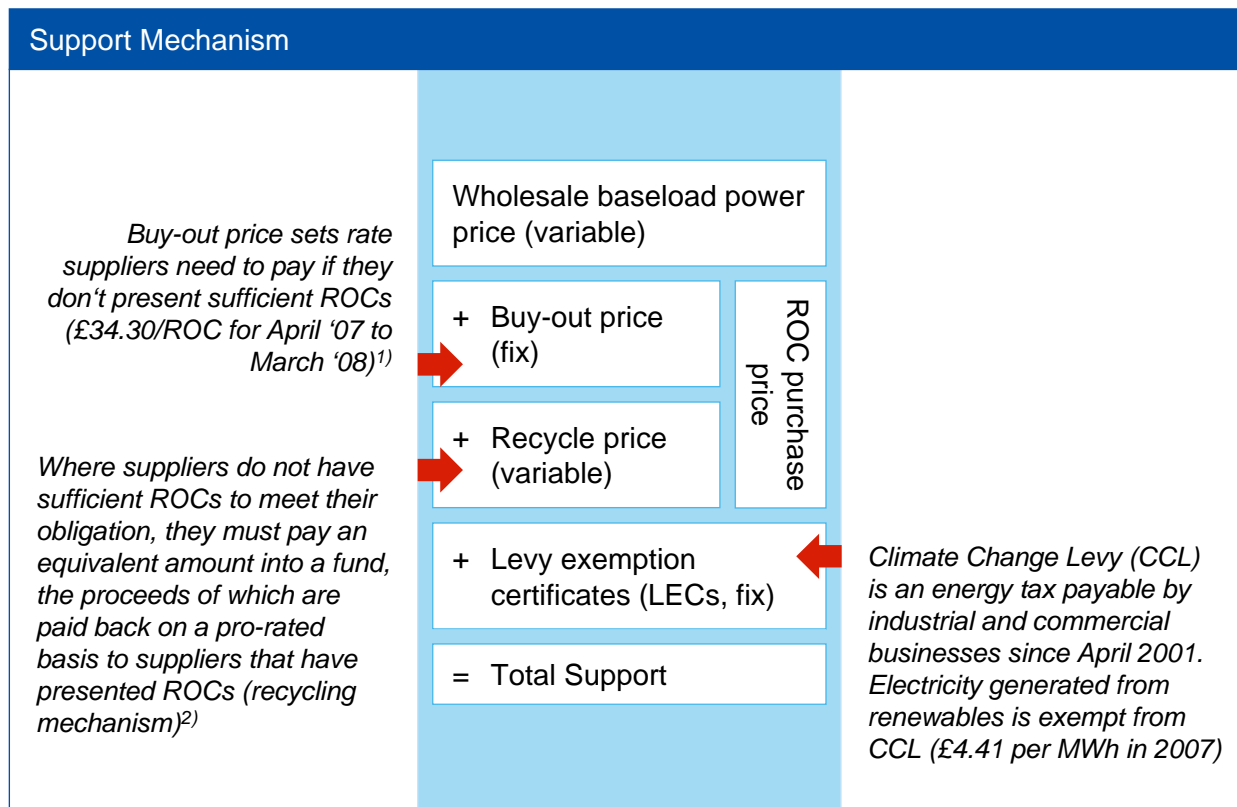 Support Mechanism
Buy-out price sets rate
suppliers need to pay if they
don‘t present sufficient ROCs
(£34.30/ROC for April ‘07 to
March ‘08)1)
Where suppliers do not have
sufficient ROCs to meet their
obligation, they must pay an
equivalent amount into a fund,
the proceeds of which are
paid back on a pro-rated
basis to suppliers that have
presented ROCs (recycling
mechanism)2)
Wholesale baseload power
price (variable)
+ Buy-out price
(fix)
+ Recycle price
(variable)
ROC purchase
price
+ Levy exemption
certificates (LECs, fix)
= Total Support
Climate Change Levy (CCL)
is an energy tax payable by
industrial and commercial
businesses since April 2001.
Electricity generated from
renewables is exempt from
CCL (£4.41 per MWh in 2007)